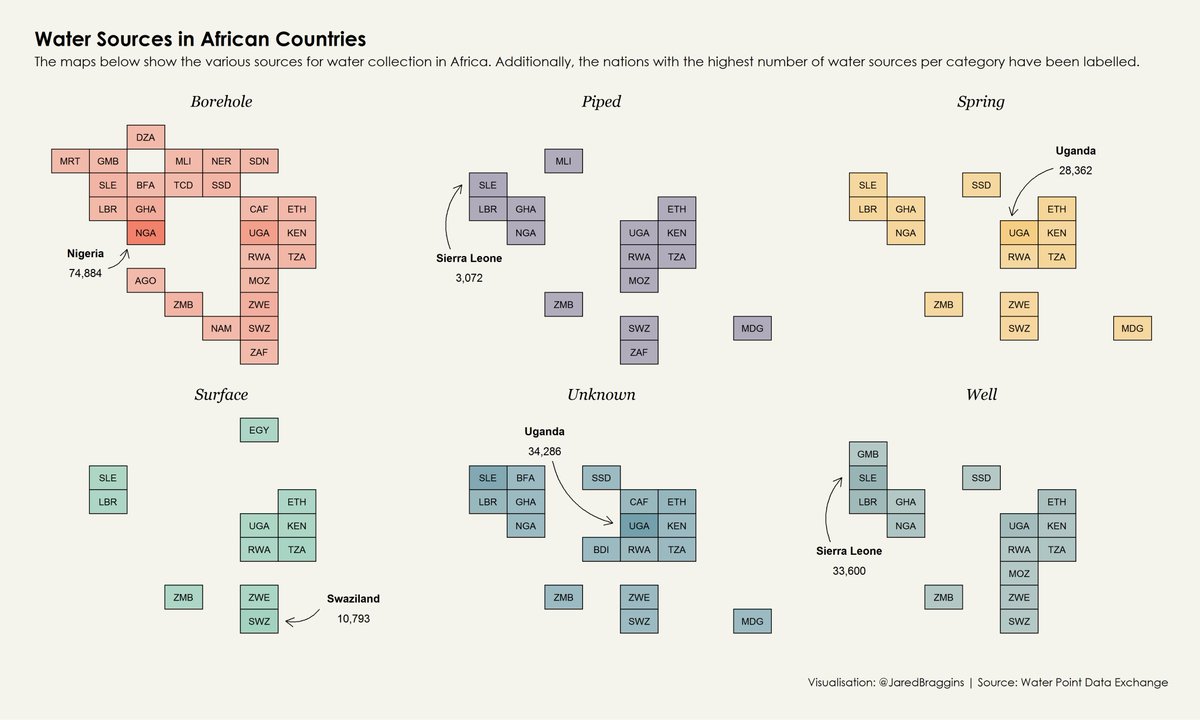 Water Sources in African Countries
The maps below show the various sources for water collection in Africa. Additionally, the nations with the highest number of water sources per category have been labelled.
Borehole
DZA
MRT GMB MLI NER SDN
SLE BFA TCD SSD
LBR GHA CAF ETH
NGA UGA KEN
Nigeria
74,884
RWA TZA
AGO MOZ
ZMB ZWE
NAM SWZ
ZAF
Piped
MLI
SLE
LBR GHA ETH
NGA UGA KEN
Sierra Leone
3,072
RWA TZA
MOZ
ZMB
SWZ MDG
ZAF
Spring
Uganda
28,362
SLE SSD
LBR GHA ETH
NGA UGA KEN
RWA TZA
ZMB ZWE
SWZ MDG
Surface
EGY
SLE
LBR ETH
UGA KEN
RWA TZA
ZMB ZWE
SWZ
Swaziland
10,793
Unknown
Uganda
34,286
SLE BFA SSD
LBR GHA CAF ETH
NGA UGA KEN
BDI RWA TZA
ZMB ZWE
SWZ MDG
Well
GMB
SLE SSD
LBR GHA ETH
NGA UGA KEN
Sierra Leone
33,600
RWA TZA
MOZ
ZMB ZWE
SWZ
Visualisation: @JaredBraggins | Source: Water Point Data Exchange